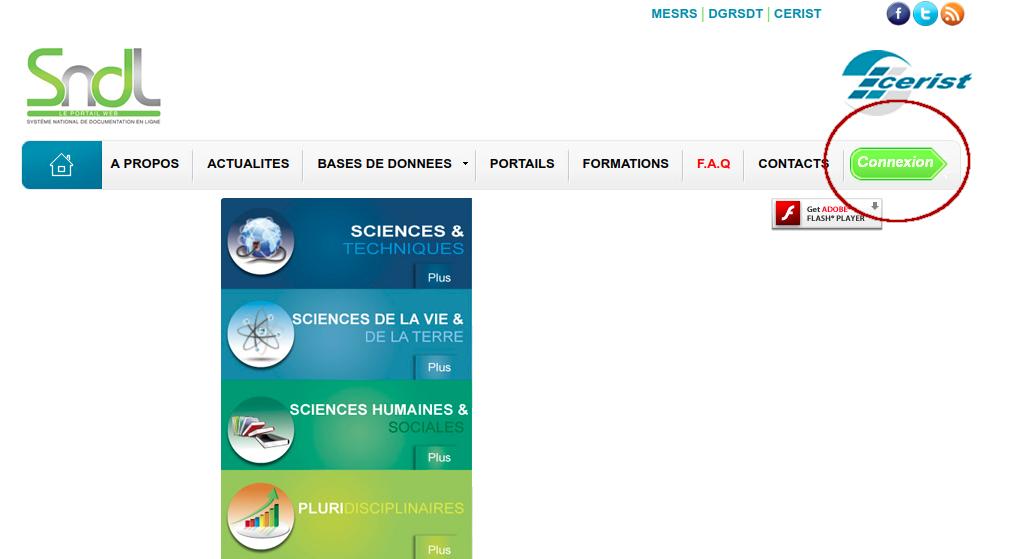 MESRS | DGRSDT | CERIST
Sndl
LE PORTAIL WEB
SYSTÈME NATIONAL DE DOCUMENTATION EN LIGNE
cerist
A PROPOS
ACTUALITES
BASES DE DONNEES
PORTAILS
FORMATIONS
F.A.Q
CONTACTS
Connexion
Get ADOBE®
FLASH® PLAYER
SCIENCES &
TECHNIQUES
Plus
SCIENCES DE LA VIE &
DE LA TERRE
Plus
SCIENCES HUMAINES &
SOCIALES
Plus
PLURIDISCIPLINAIRES
Plus